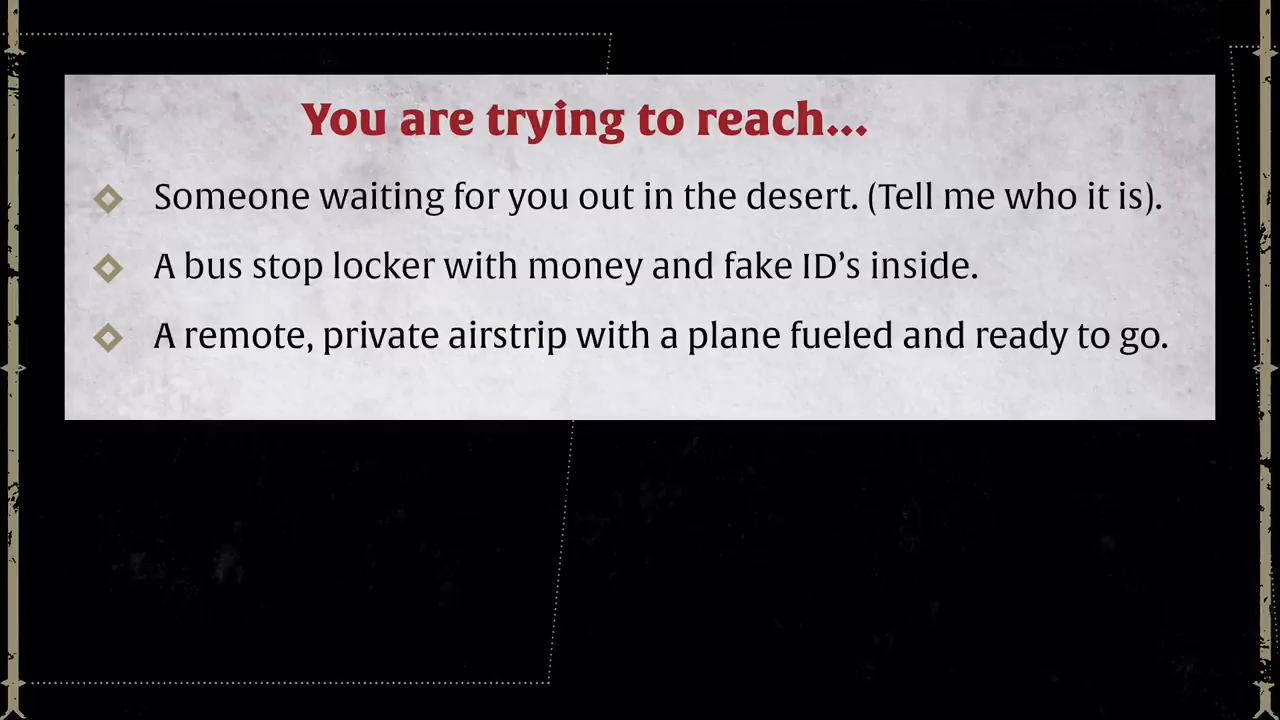 You are trying to reach...
Someone waiting for you out in the desert. (Tell me who it is).
A bus stop locker with money and fake ID’s inside.
A remote, private airstrip with a plane fueled and ready to go.